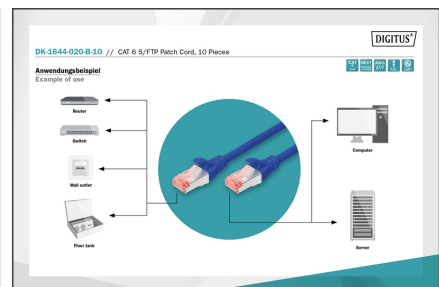 DIGITUS®
DK-1644-020-B-10 // CAT 6 S/FTP Patch Cord, 10 Pieces
Anwendungsbeispiel
Example of use
Router
Switch
Wall outlet
Floor tank
Computer
Server